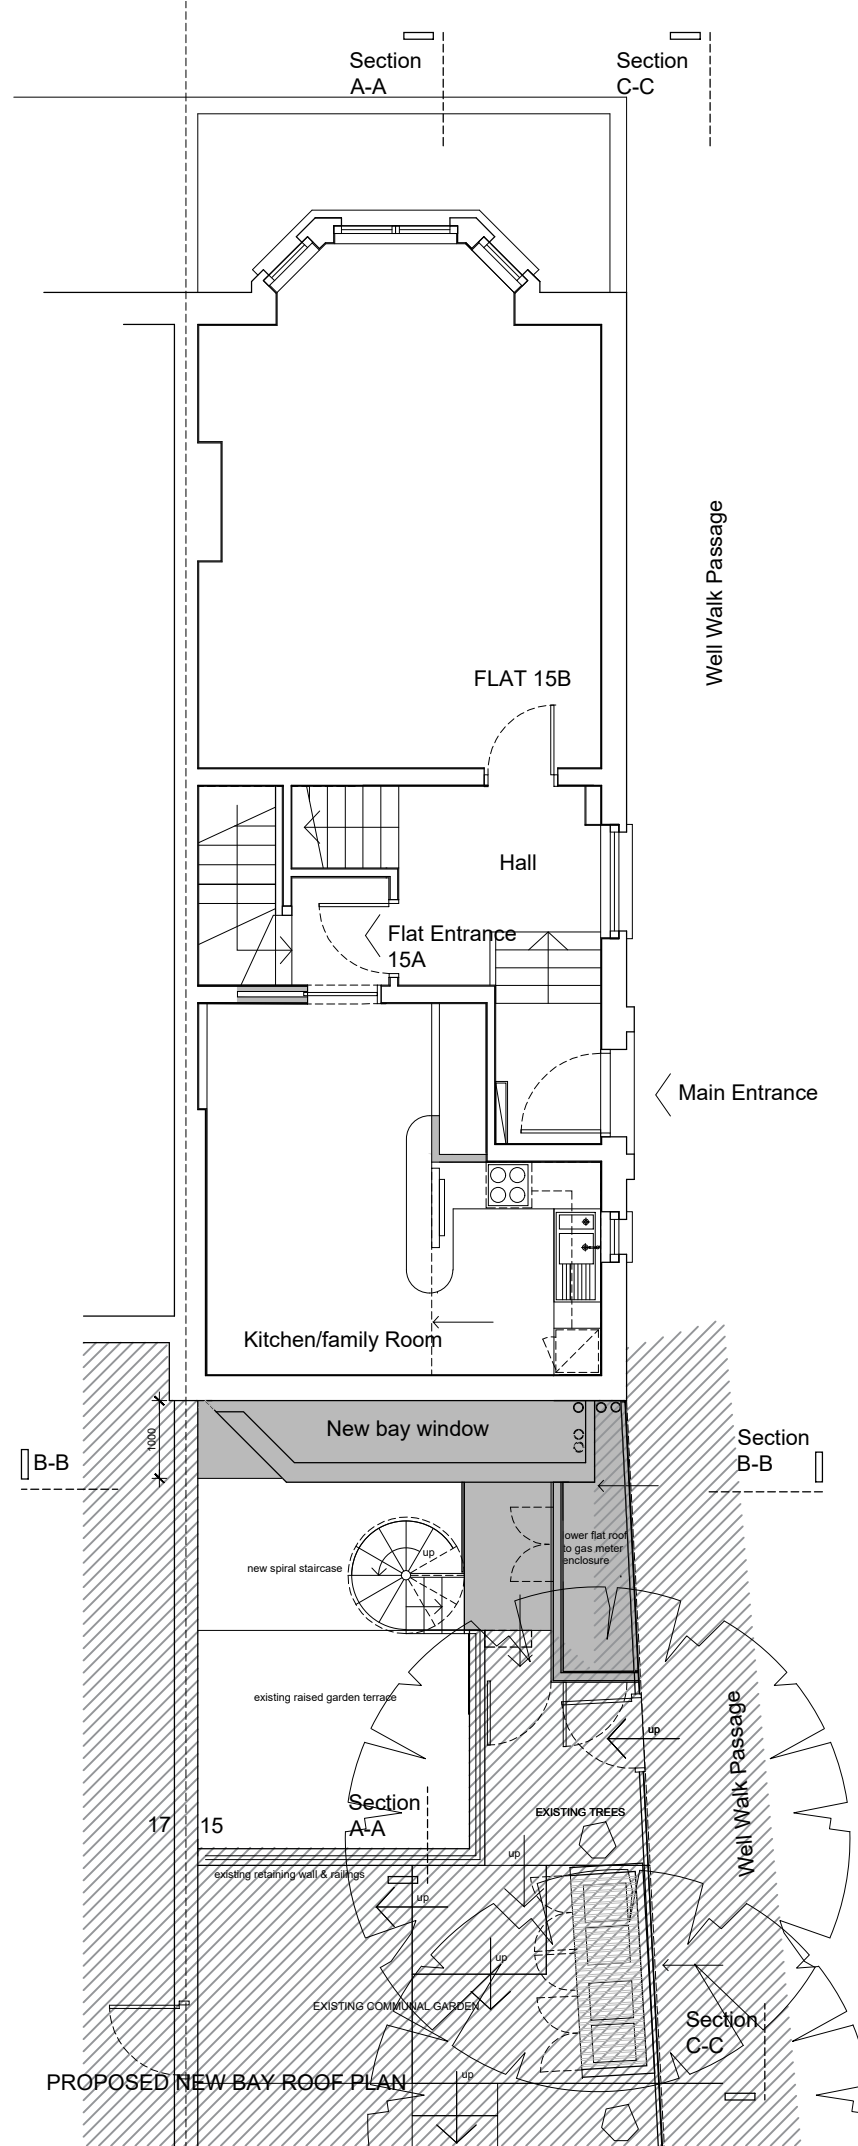 Section
A-A
Section
C-C
Well Walk Passage
FLAT 15B
Hall
Flat Entrance
15A
Main Entrance
Kitchen/family Room
New bay window
1000
B-B
Section
B-B
lower flat roof
to gas meter
enclosure
up
new spiral staircase
existing raised garden terrace
up
Well Walk Passage
Section
A-A
17
15
EXISTING TREES
up
existing retaining wall & railings
up
up
EXISTING COMMUNAL GARDEN
Section
C-C
up
PROPOSED NEW BAY ROOF PLAN